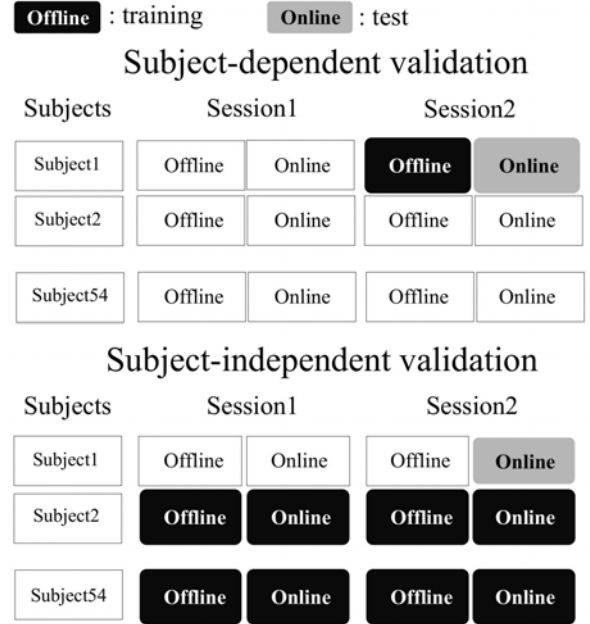 Offline : training Online : test
Subject-dependent validation
Subjects Session1 Session2
Subject1 Offline Online Offline Online
Subject2 Offline Online Offline Online
Subject54 Offline Online Offline Online
Subject-independent validation
Subjects Session1 Session2
Subject1 Offline Online Offline Online
Subject2 Offline Online Offline Online
Subject54 Offline Online Offline Online